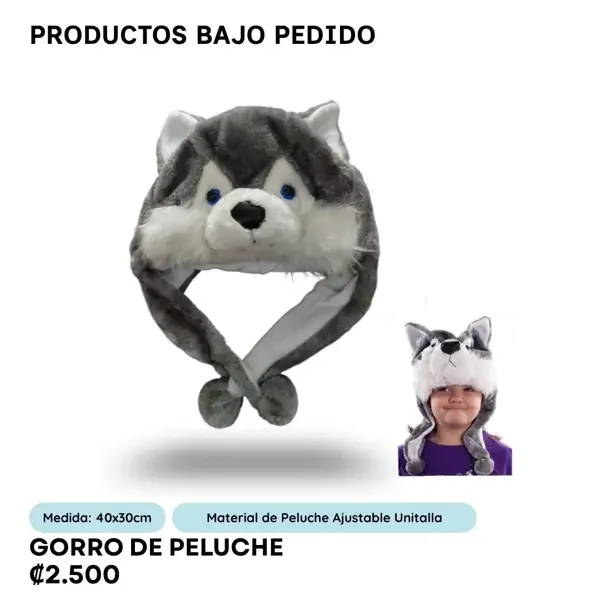 PRODUCTOS BAJO PEDIDO
Medida: 40x30cm
Material de Peluche Ajustable Unitalla
GORRO DE PELUCHE
₡2.500